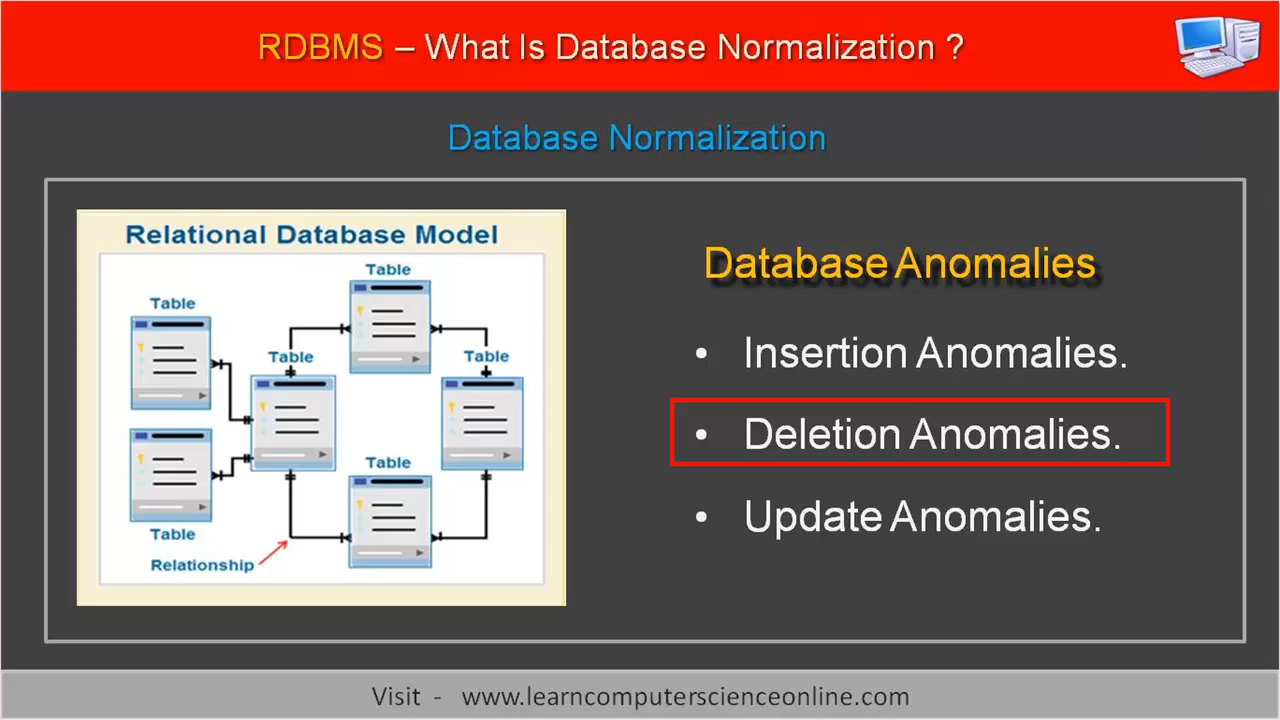 RDBMS – What Is Database Normalization ?
Database Normalization
Relational Database Model
Table
Table
Table
Table
Table
Table
Relationship
Database Anomalies
• Insertion Anomalies.
• Deletion Anomalies.
• Update Anomalies.
Visit - www.learncomputerscienceonline.com